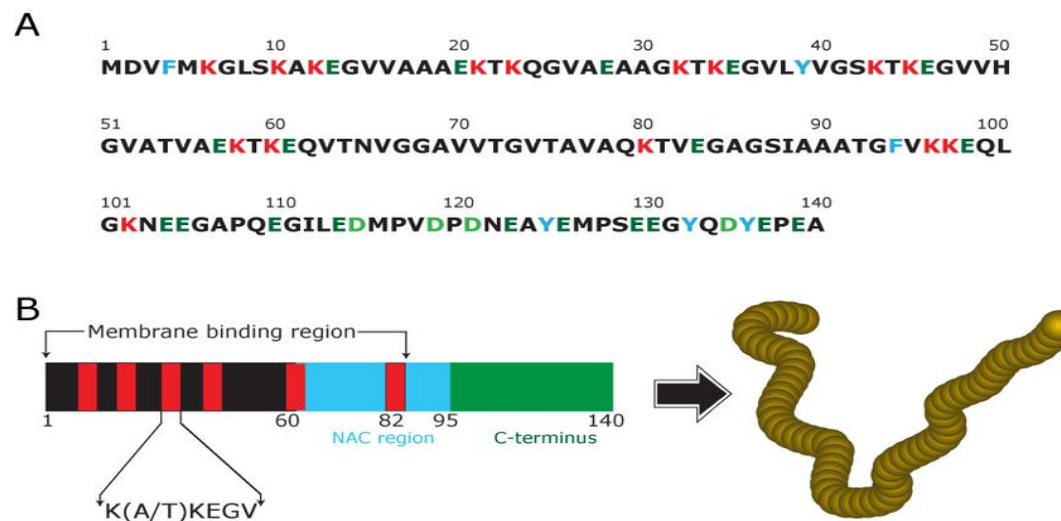 A
1 10 20 30 40 50
MDVFMKGLSKAKEGVVAAAEKTKQGVAEAAGKTKEGVLYVGSKTKEGVVH
51 60 70 80 90 100
GVATVAEKTKEQVTNVGGAVVTGVTAVAQKTVEGAGSIAAATGFVKKEQL
101 110 120 130 140
GKNEEGAPQEGILEDMPVDPDNEAYEMPSEEGYQDYEPEA
B
Membrane binding region
1 60 82 95 140
NAC region C-terminus
K(A/T)KEGV